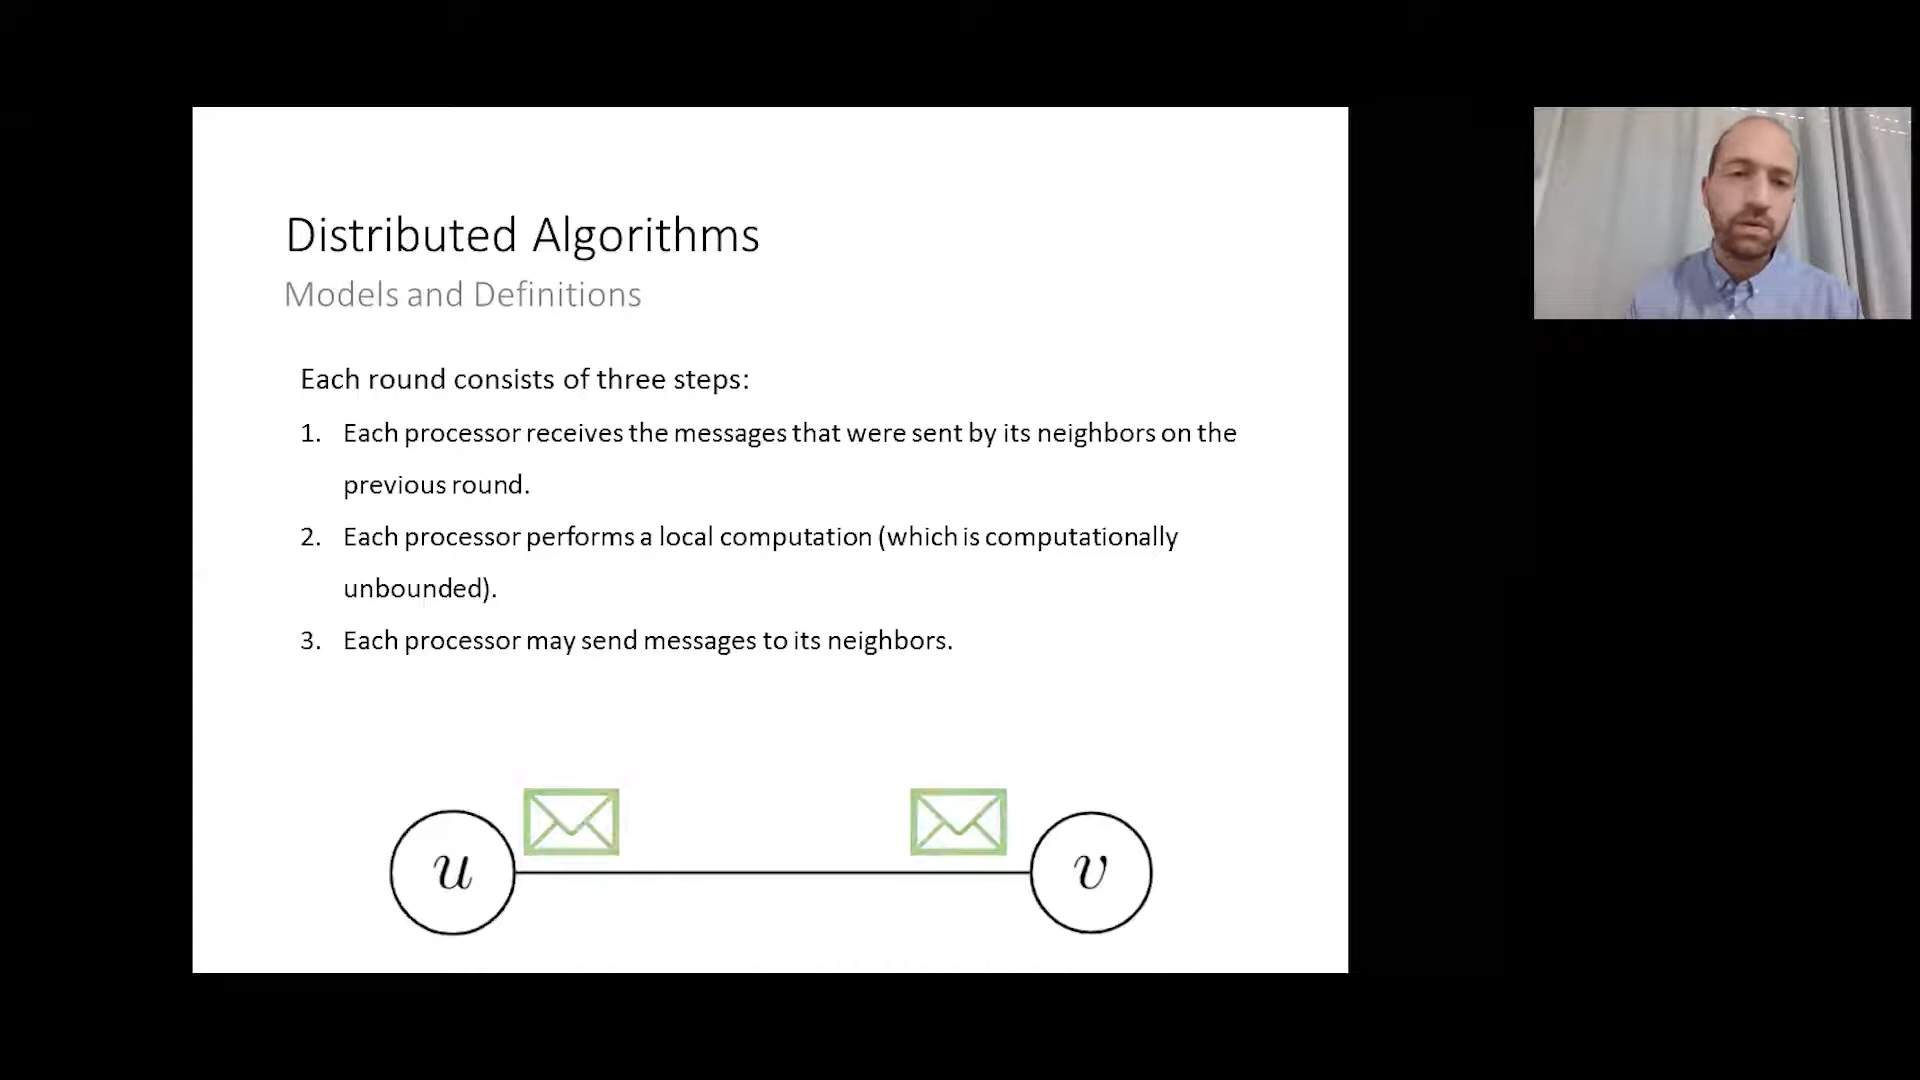 Distributed Algorithms
Models and Definitions
Each round consists of three steps:
1. Each processor receives the messages that were sent by its neighbors on the
previous round.
2. Each processor performs a local computation (which is computationally
unbounded).
3. Each processor may send messages to its neighbors.
u
v